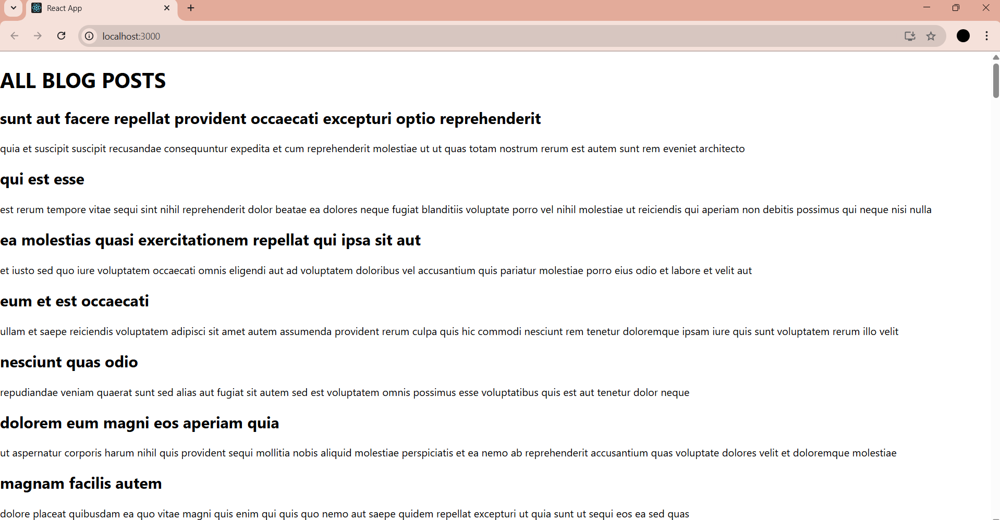 React App
localhost:3000
ALL BLOG POSTS
sunt aut facere repellat provident occaecati excepturi optio reprehenderit
quia et suscipit suscipit recusandae consequuntur expedita et cum reprehenderit molestiae ut ut quas totam nostrum rerum est autem sunt rem eveniet architecto
qui est esse
est rerum tempore vitae sequi sint nihil reprehenderit dolor beatae ea dolores neque fugiat blanditiis voluptate porro vel nihil molestiae ut reiciendis qui aperiam non debitis possimus qui neque nisi nulla
ea molestias quasi exercitationem repellat qui ipsa sit aut
et iusto sed quo iure voluptatem occaecati omnis eligendi aut ad voluptatem doloribus vel accusantium quis pariatur molestiae porro eius odio et labore et velit aut
eum et est occaecati
ullam et saepe reiciendis voluptatem adipisci sit amet autem assumenda provident rerum culpa quis hic commodi nesciunt rem tenetur doloremque ipsam iure quis sunt voluptatem rerum illo velit
nesciunt quas odio
repudiandae veniam quaerat sunt sed alias aut fugiat sit autem sed est voluptatem omnis possimus esse voluptatibus quis est aut tenetur dolor neque
dolorem eum magni eos aperiam quia
ut aspernatur corporis harum nihil quis provident sequi mollitia nobis aliquid molestiae perspiciatis et ea nemo ab reprehenderit accusantium quas voluptate dolores velit et doloremque molestiae
magnam facilis autem
dolore placeat quibusdam ea quo vitae magni quis enim qui quis quo nemo aut saepe quidem repellat excepturi ut quia sunt ut sequi eos ea sed quas